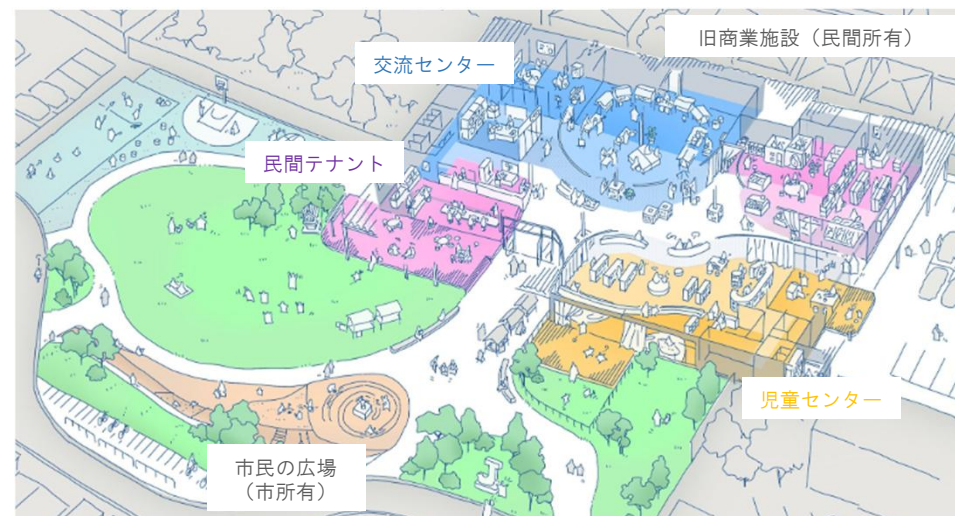 旧商業施設（民間所有）
交流センター
民間テナント
児童センター
市民の広場
（市所有）